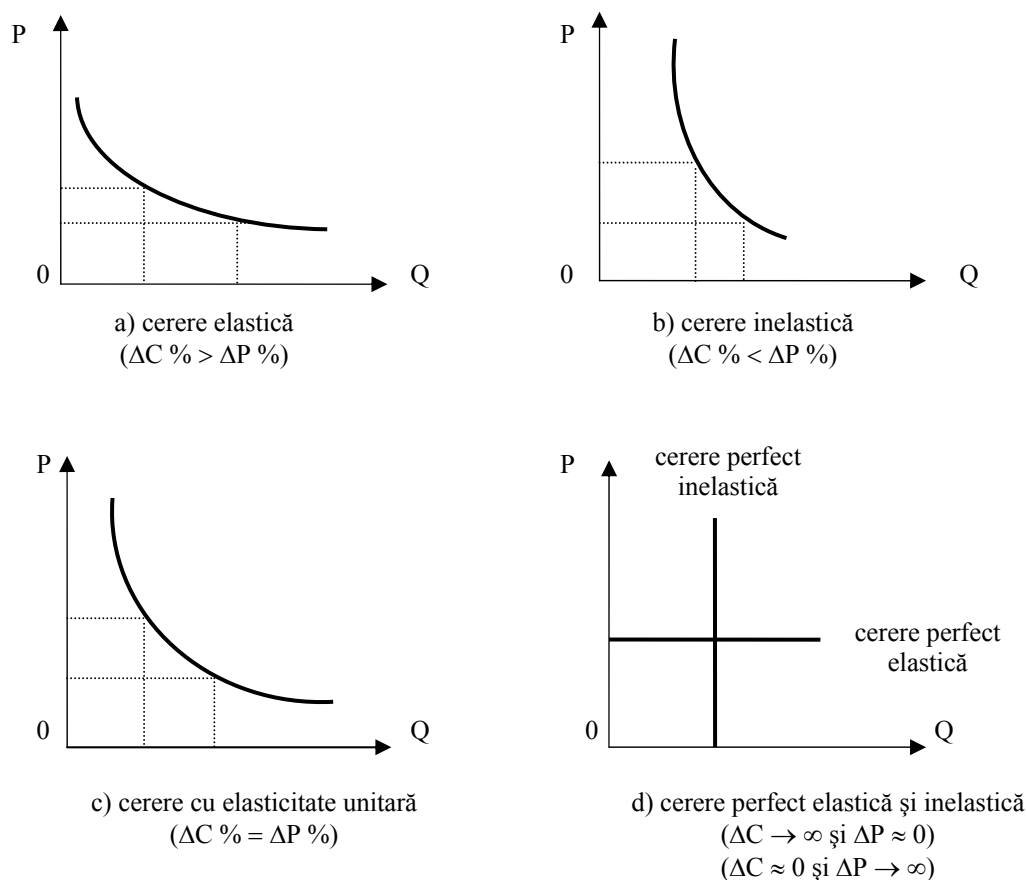 P
0
Q
a) cerere elastică
(ΔC % > ΔP %)
P
0
Q
b) cerere inelastică
(ΔC % < ΔP %)
P
0
Q
c) cerere cu elasticitate unitară
(ΔC % = ΔP %)
P
cerere perfect
inelastică
cerere perfect
elastică
0
Q
d) cerere perfect elastică şi inelastică
(ΔC → ∞ şi ΔP ≈ 0)
(ΔC ≈ 0 şi ΔP → ∞)